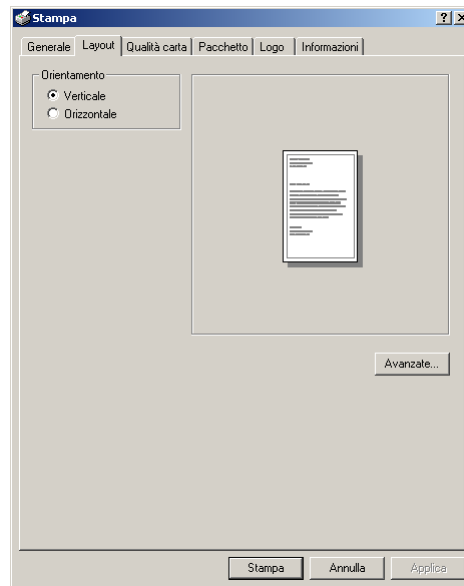 Stampa
Generale Layout Qualità carta Pacchetto Logo Informazioni
Orientamento
Verticale
Orizzontale
Avanzate...
Stampa Annulla Applica